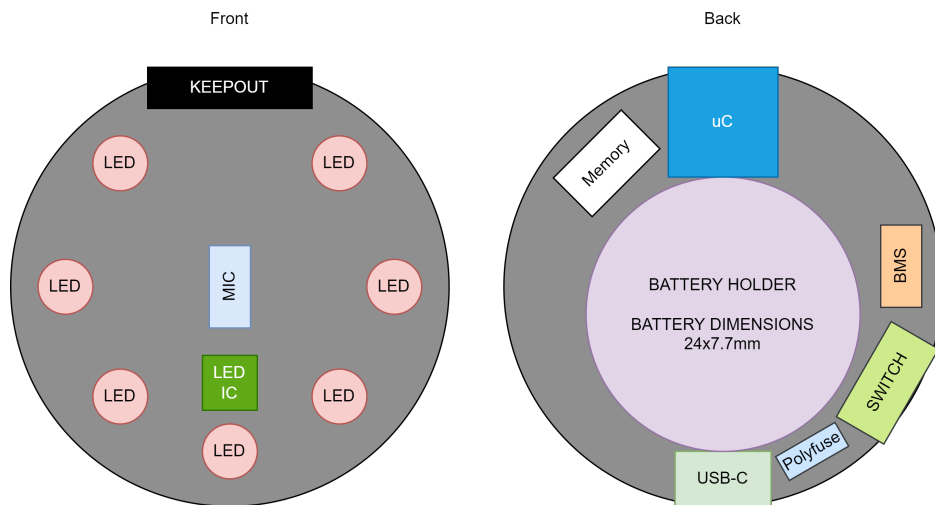 Front
Back
KEEPOUT
LED
LED
LED
MIC
LED
LED
IC
LED
LED
LED
uC
Memory
BMS
BATTERY HOLDER
BATTERY DIMENSIONS
24x7.7mm
SWITCH
Polyfuse
USB-C